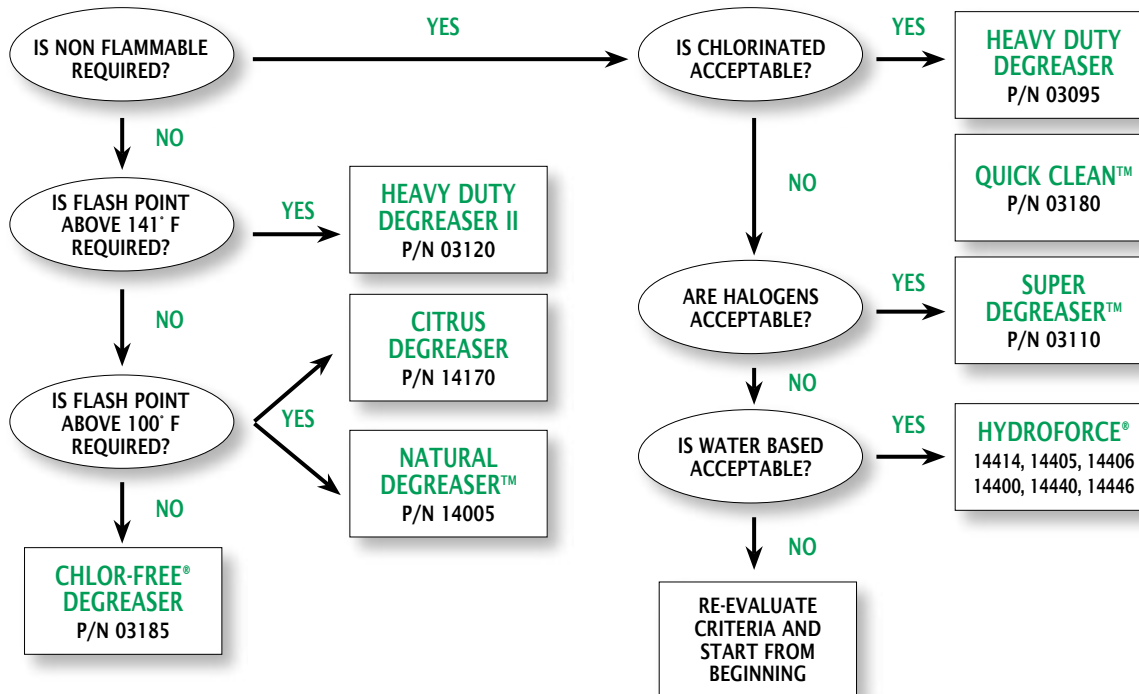 IS NON FLAMMABLE
REQUIRED?
YES
IS CHLORINATED
ACCEPTABLE?
YES
HEAVY DUTY
DEGREASER
P/N 03095
NO
NO
QUICK CLEAN™
P/N 03180
IS FLASH POINT
ABOVE 141° F
REQUIRED?
YES
HEAVY DUTY
DEGREASER II
P/N 03120
ARE HALOGENS
ACCEPTABLE?
YES
SUPER
DEGREASER™
P/N 03110
NO
CITRUS
DEGREASER
P/N 14170
NO
IS FLASH POINT
ABOVE 100° F
REQUIRED?
YES
NATURAL
DEGREASER™
P/N 14005
IS WATER BASED
ACCEPTABLE?
YES
HYDROFORCE®
14414, 14405, 14406
14400, 14440, 14446
NO
NO
CHLOR-FREE®
DEGREASER
P/N 03185
RE-EVALUATE
CRITERIA AND
START FROM
BEGINNING